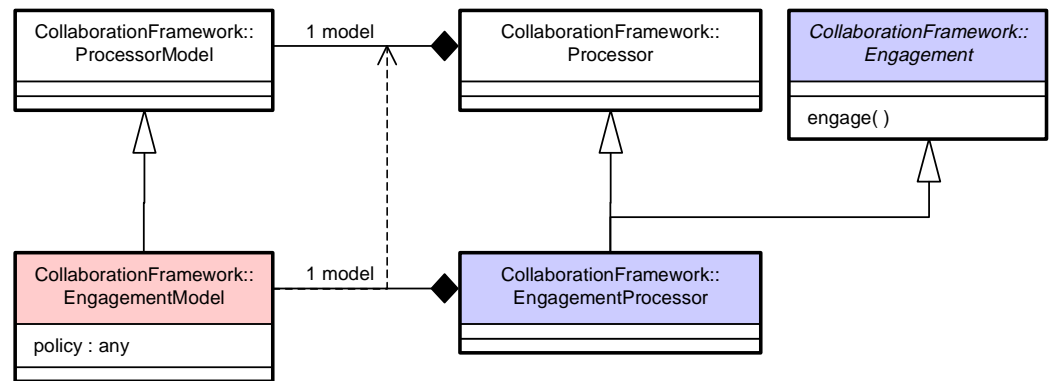 CollaborationFramework::
ProcessorModel
1 model
CollaborationFramework::
Processor
CollaborationFramework::
Engagement
engage( )
CollaborationFramework::
EngagementModel
policy : any
1 model
CollaborationFramework::
EngagementProcessor